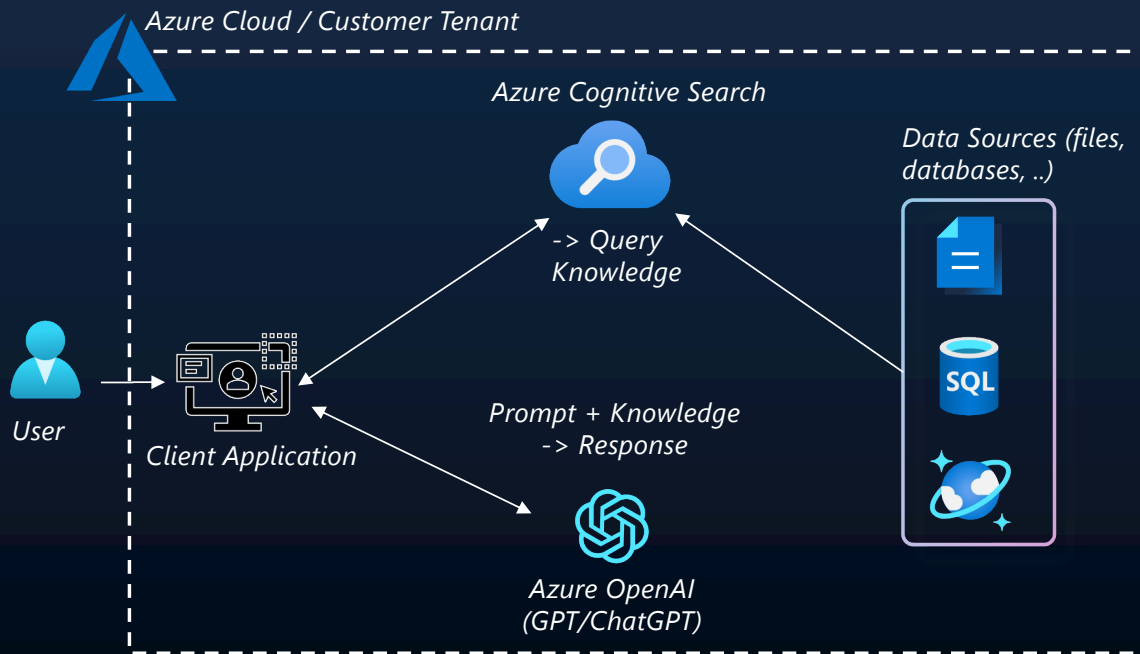 Azure Cloud / Customer Tenant
Azure Cognitive Search
Data Sources (files,
databases, ..)
-> Query
Knowledge
SQL
User
Client Application
Prompt + Knowledge
-> Response
Azure OpenAI
(GPT/ChatGPT)